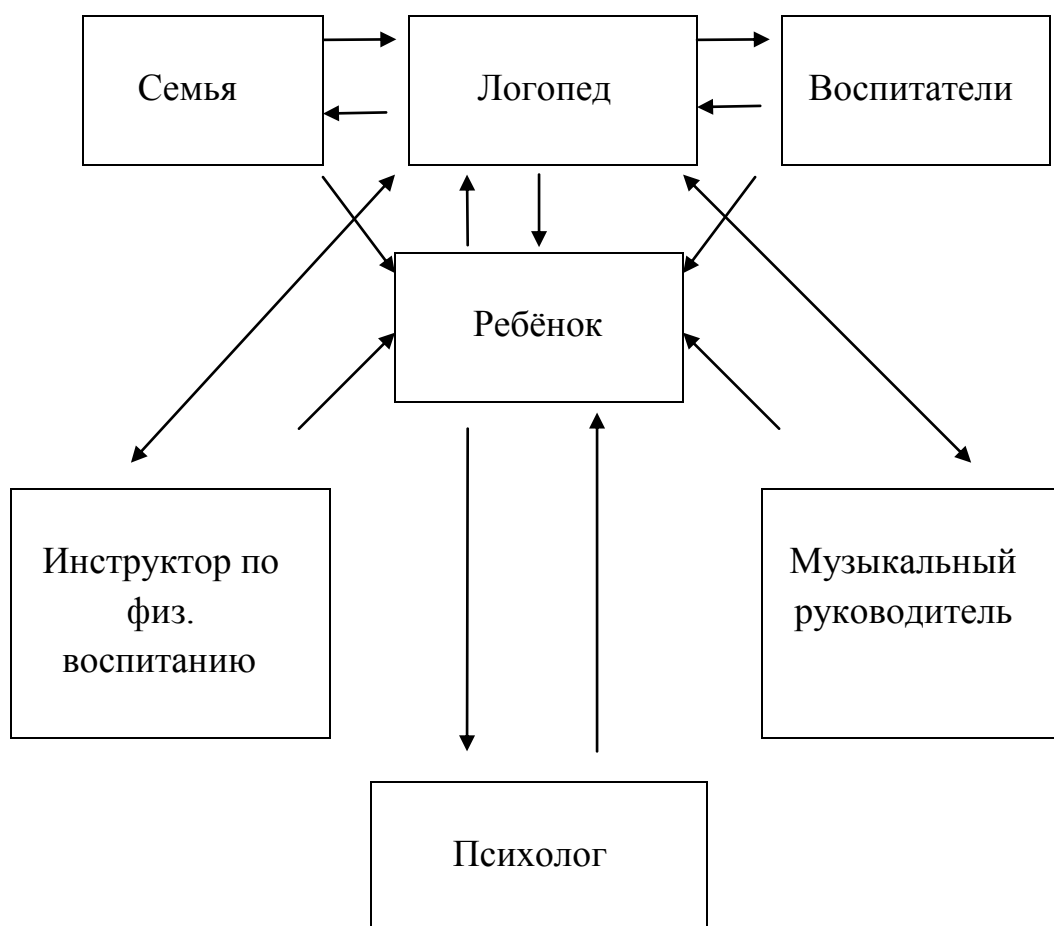 Семья
Логопед
Воспитатели
Ребёнок
Инструктор по
физ.
воспитанию
Музыкальный
руководитель
Психолог